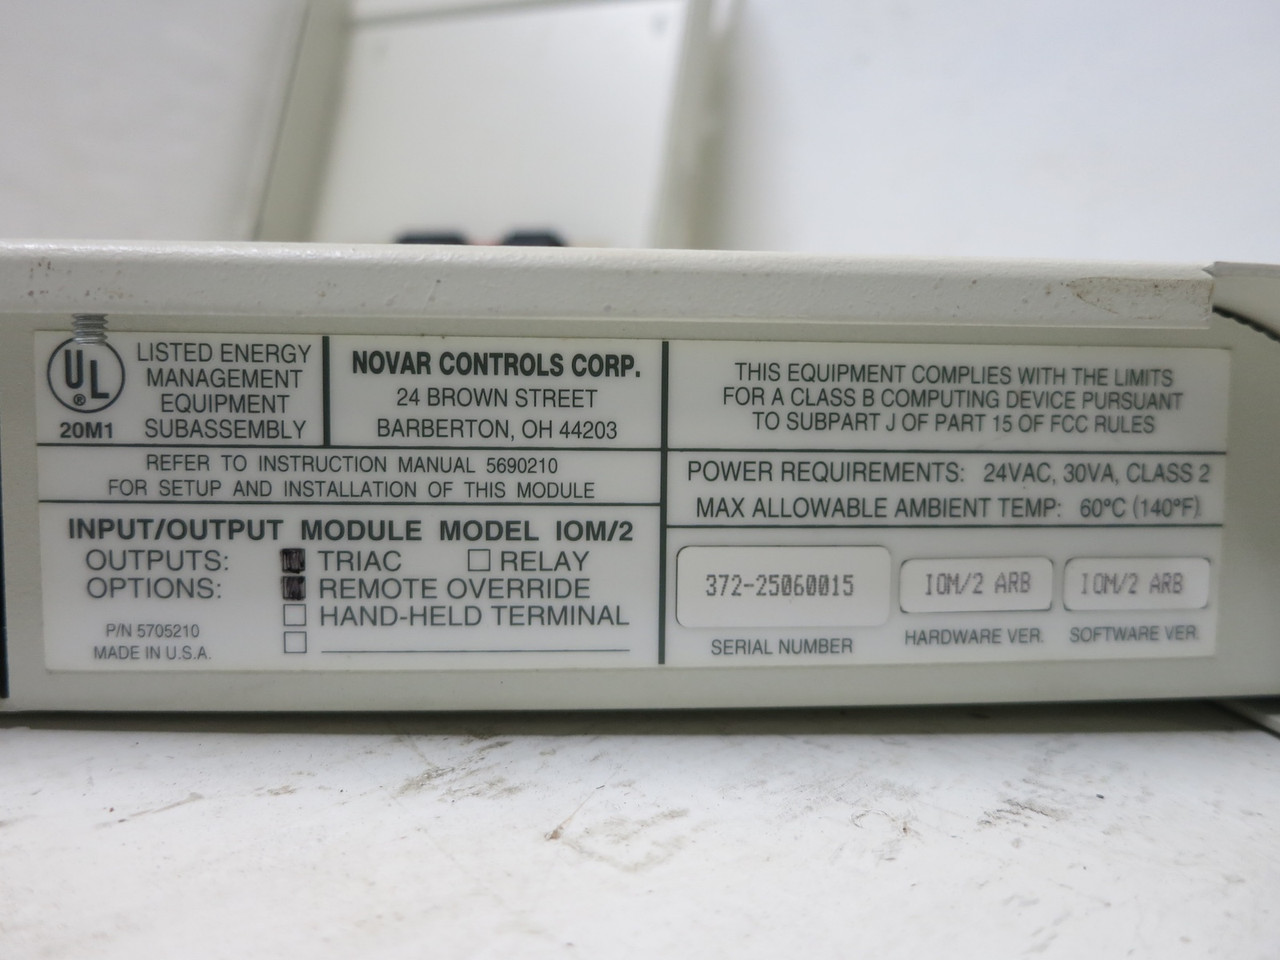 UL
®
20M1
LISTED ENERGY
MANAGEMENT
EQUIPMENT
SUBASSEMBLY
NOVAR CONTROLS CORP.
24 BROWN STREET
BARBERTON, OH 44203
THIS EQUIPMENT COMPLIES WITH THE LIMITS
FOR A CLASS B COMPUTING DEVICE PURSUANT
TO SUBPART J OF PART 15 OF FCC RULES
REFER TO INSTRUCTION MANUAL 5690210
FOR SETUP AND INSTALLATION OF THIS MODULE
POWER REQUIREMENTS: 24VAC, 30VA, CLASS 2
MAX ALLOWABLE AMBIENT TEMP: 60°C (140°F)
INPUT/OUTPUT MODULE MODEL IOM/2
OUTPUTS: TRIAC RELAY
OPTIONS: REMOTE OVERRIDE
HAND-HELD TERMINAL
P/N 5705210
MADE IN U.S.A.
372-25060015
SERIAL NUMBER
IOM/2 ARB
HARDWARE VER.
IOM/2 ARB
SOFTWARE VER.